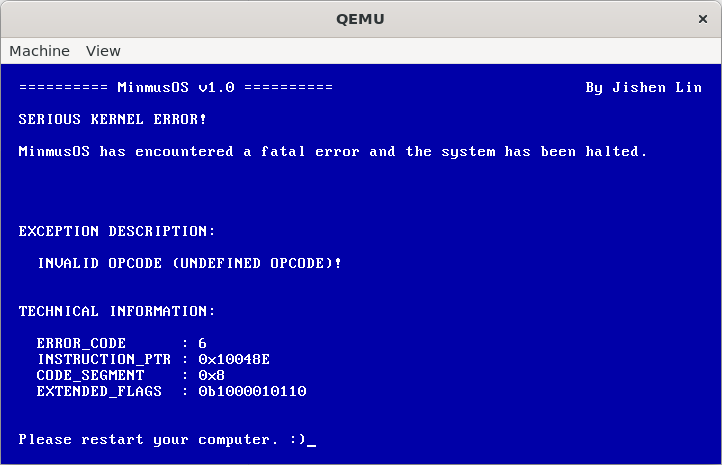 QEMU ×
Machine View
========== MinmusOS v1.0 ========== By Jishen Lin
SERIOUS KERNEL ERROR!
MinmusOS has encountered a fatal error and the system has been halted.
EXCEPTION DESCRIPTION:
INVALID OPCODE (UNDEFINED OPCODE)!
TECHNICAL INFORMATION:
ERROR_CODE : 6
INSTRUCTION_PTR : 0x10048E
CODE_SEGMENT : 0x8
EXTENDED_FLAGS : 0b1000010110
Please restart your computer. :)_